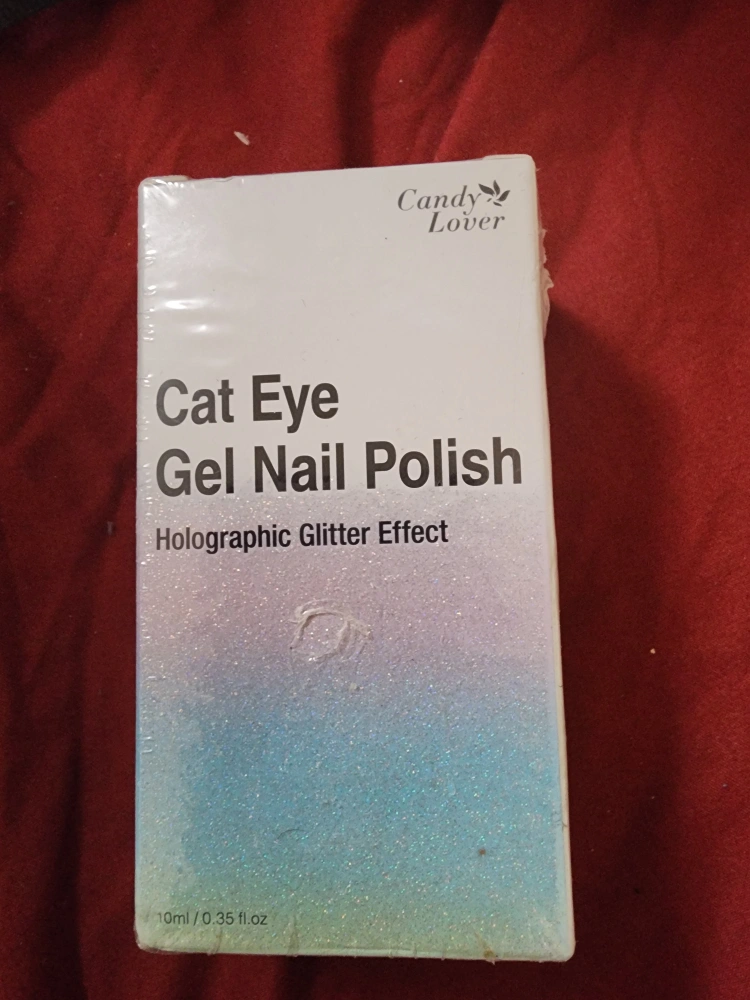 Candy
Lover
Cat Eye
Gel Nail Polish
Holographic Glitter Effect
10ml / 0.35 fl.oz